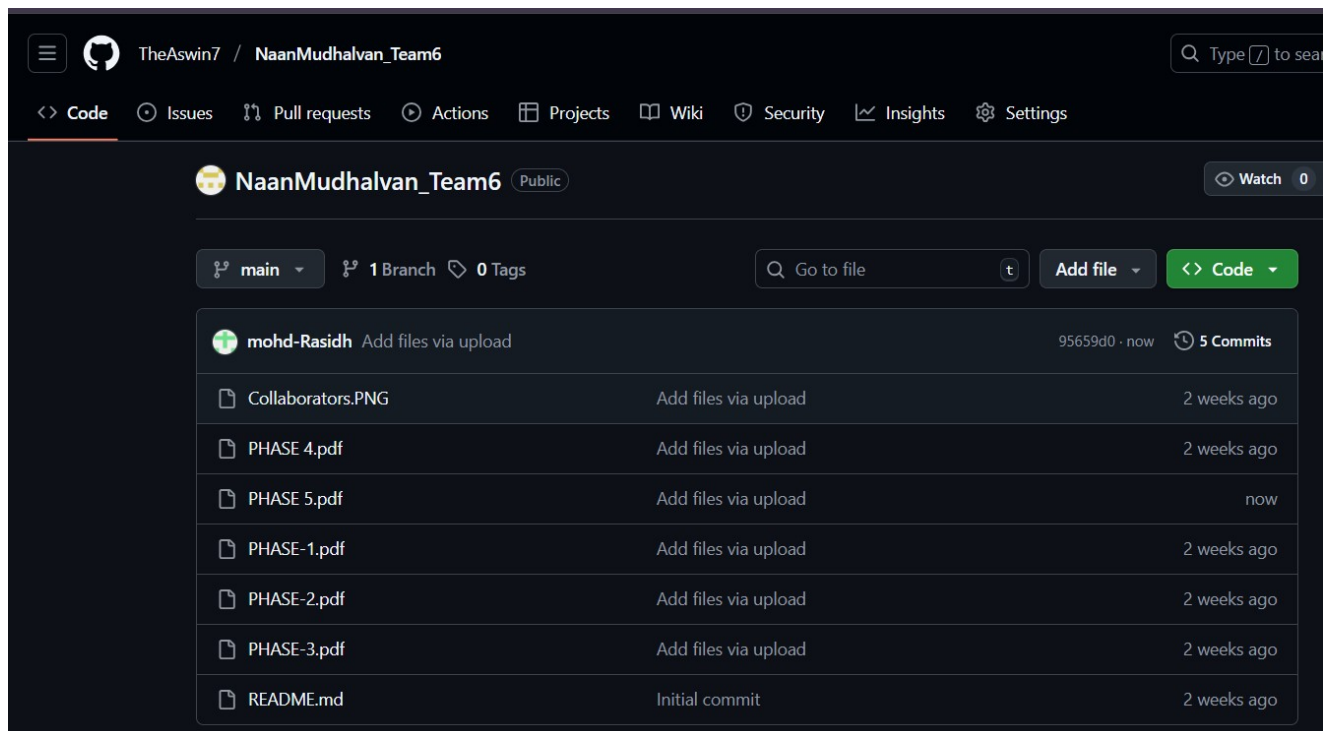 TheAswin7 / NaanMudhalvan_Team6 Type / to sear
Code Issues Pull requests Actions Projects Wiki Security Insights Settings
NaanMudhalvan_Team6 Public Watch 0
main 1 Branch 0 Tags Go to file t Add file Code
mohd-Rasidh Add files via upload 95659d0 · now 5 Commits
Collaborators.PNG Add files via upload 2 weeks ago
PHASE 4.pdf Add files via upload 2 weeks ago
PHASE 5.pdf Add files via upload now
PHASE-1.pdf Add files via upload 2 weeks ago
PHASE-2.pdf Add files via upload 2 weeks ago
PHASE-3.pdf Add files via upload 2 weeks ago
README.md Initial commit 2 weeks ago